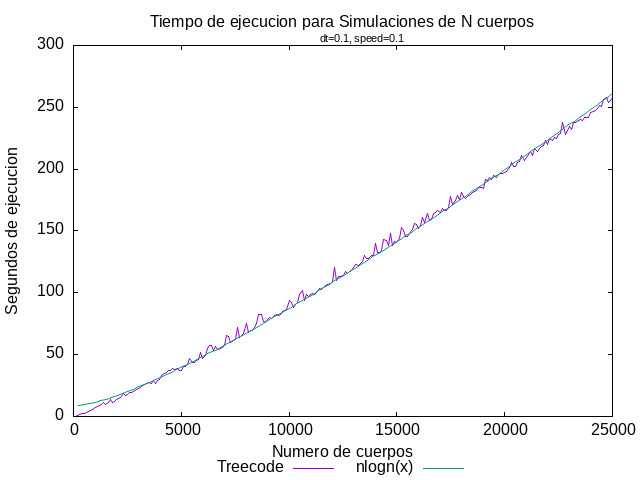 Tiempo de ejecucion para Simulaciones de N cuerpos
dt=0.1, speed=0.1
300
250
200
150
100
50
0
Segundos de ejecucion
0 5000 10000 15000 20000 25000
Numero de cuerpos
Treecode nlogn(x)